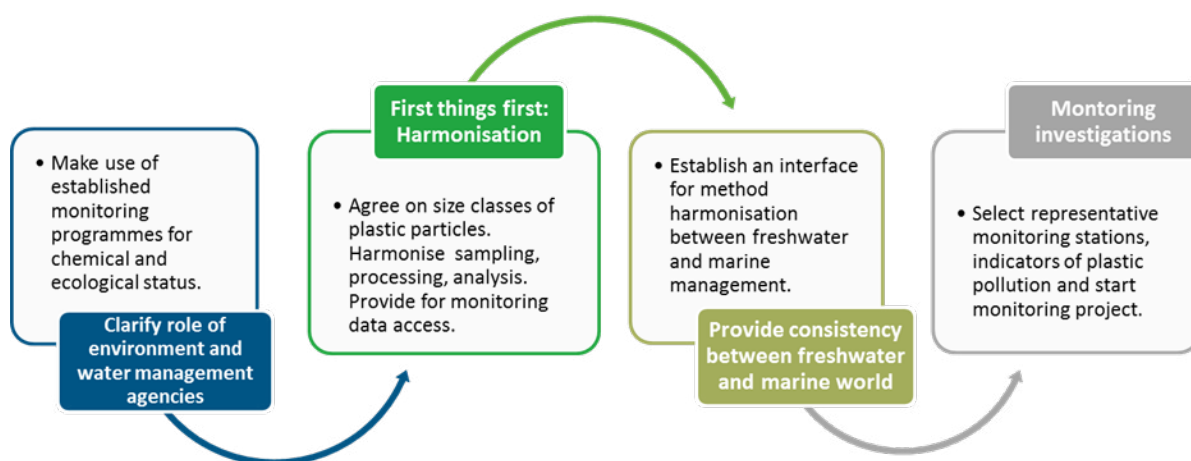 • Make use of
established
monitoring
programmes for
chemical and
ecological status.
Clarify role of
environment and
water management
agencies
First things first:
Harmonisation
• Agree on size classes of
plastic particles.
Harmonise sampling,
processing, analysis.
Provide for monitoring
data access.
• Establish an interface
for method
harmonisation
between freshwater
and marine
management.
Provide consistency
between freshwater
and marine world
Montoring
investigations
• Select representative
monitoring stations,
indicators of plastic
pollution and start
monitoring project.